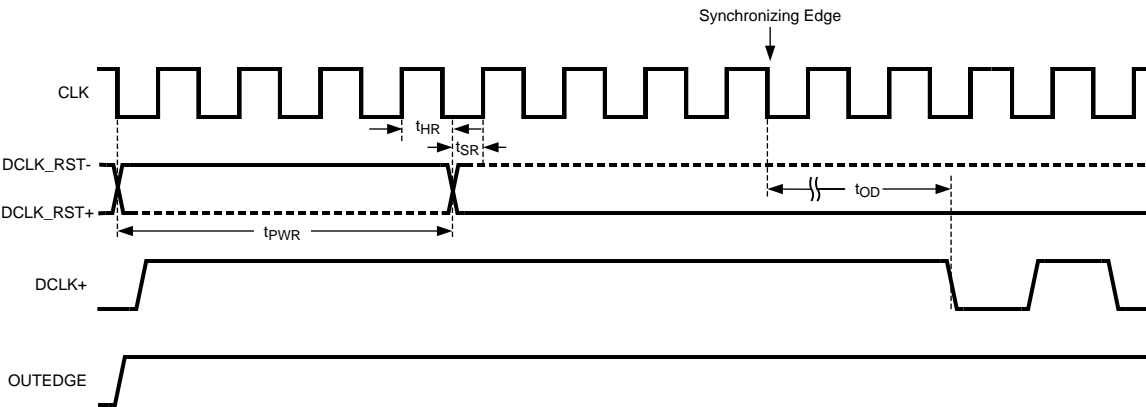 Synchronizing Edge
CLK
tHR
tSR
DCLK_RST-
tOD
DCLK_RST+
tPWR
DCLK+
OUTEDGE